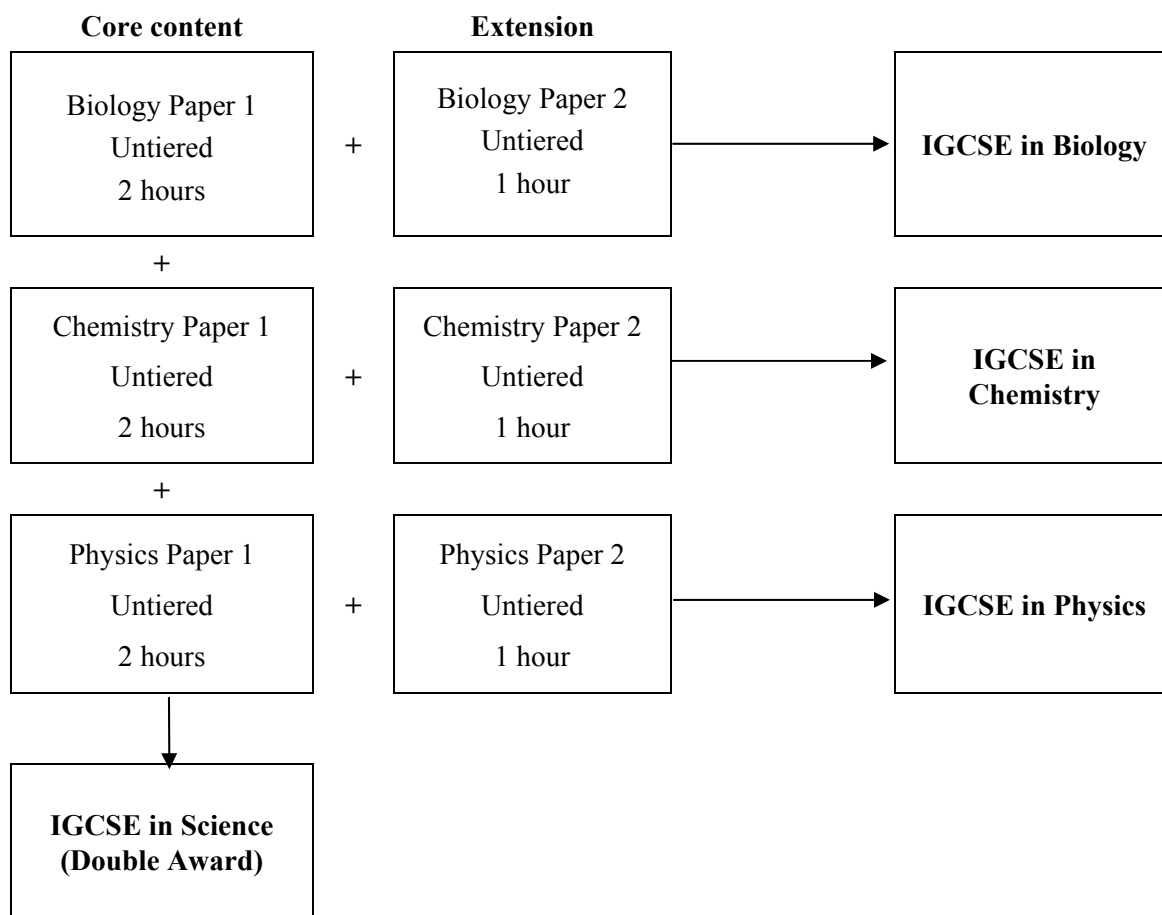 Core content
Extension
Biology Paper 1
Untiered
2 hours
+
Biology Paper 2
Untiered
1 hour
IGCSE in Biology
+
Chemistry Paper 1
Untiered
2 hours
+
Chemistry Paper 2
Untiered
1 hour
IGCSE in
Chemistry
+
Physics Paper 1
Untiered
2 hours
+
Physics Paper 2
Untiered
1 hour
IGCSE in Physics
IGCSE in Science
(Double Award)